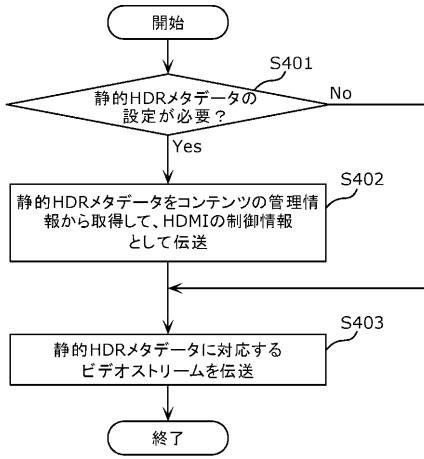 開始
S401
静的HDRメタデータの
設定が必要？
No
Yes
S402
静的HDRメタデータをコンテンツの管理情
報から取得して、HDMIの制御情報
として伝送
S403
静的HDRメタデータに対応する
ビデオストリームを伝送
終了